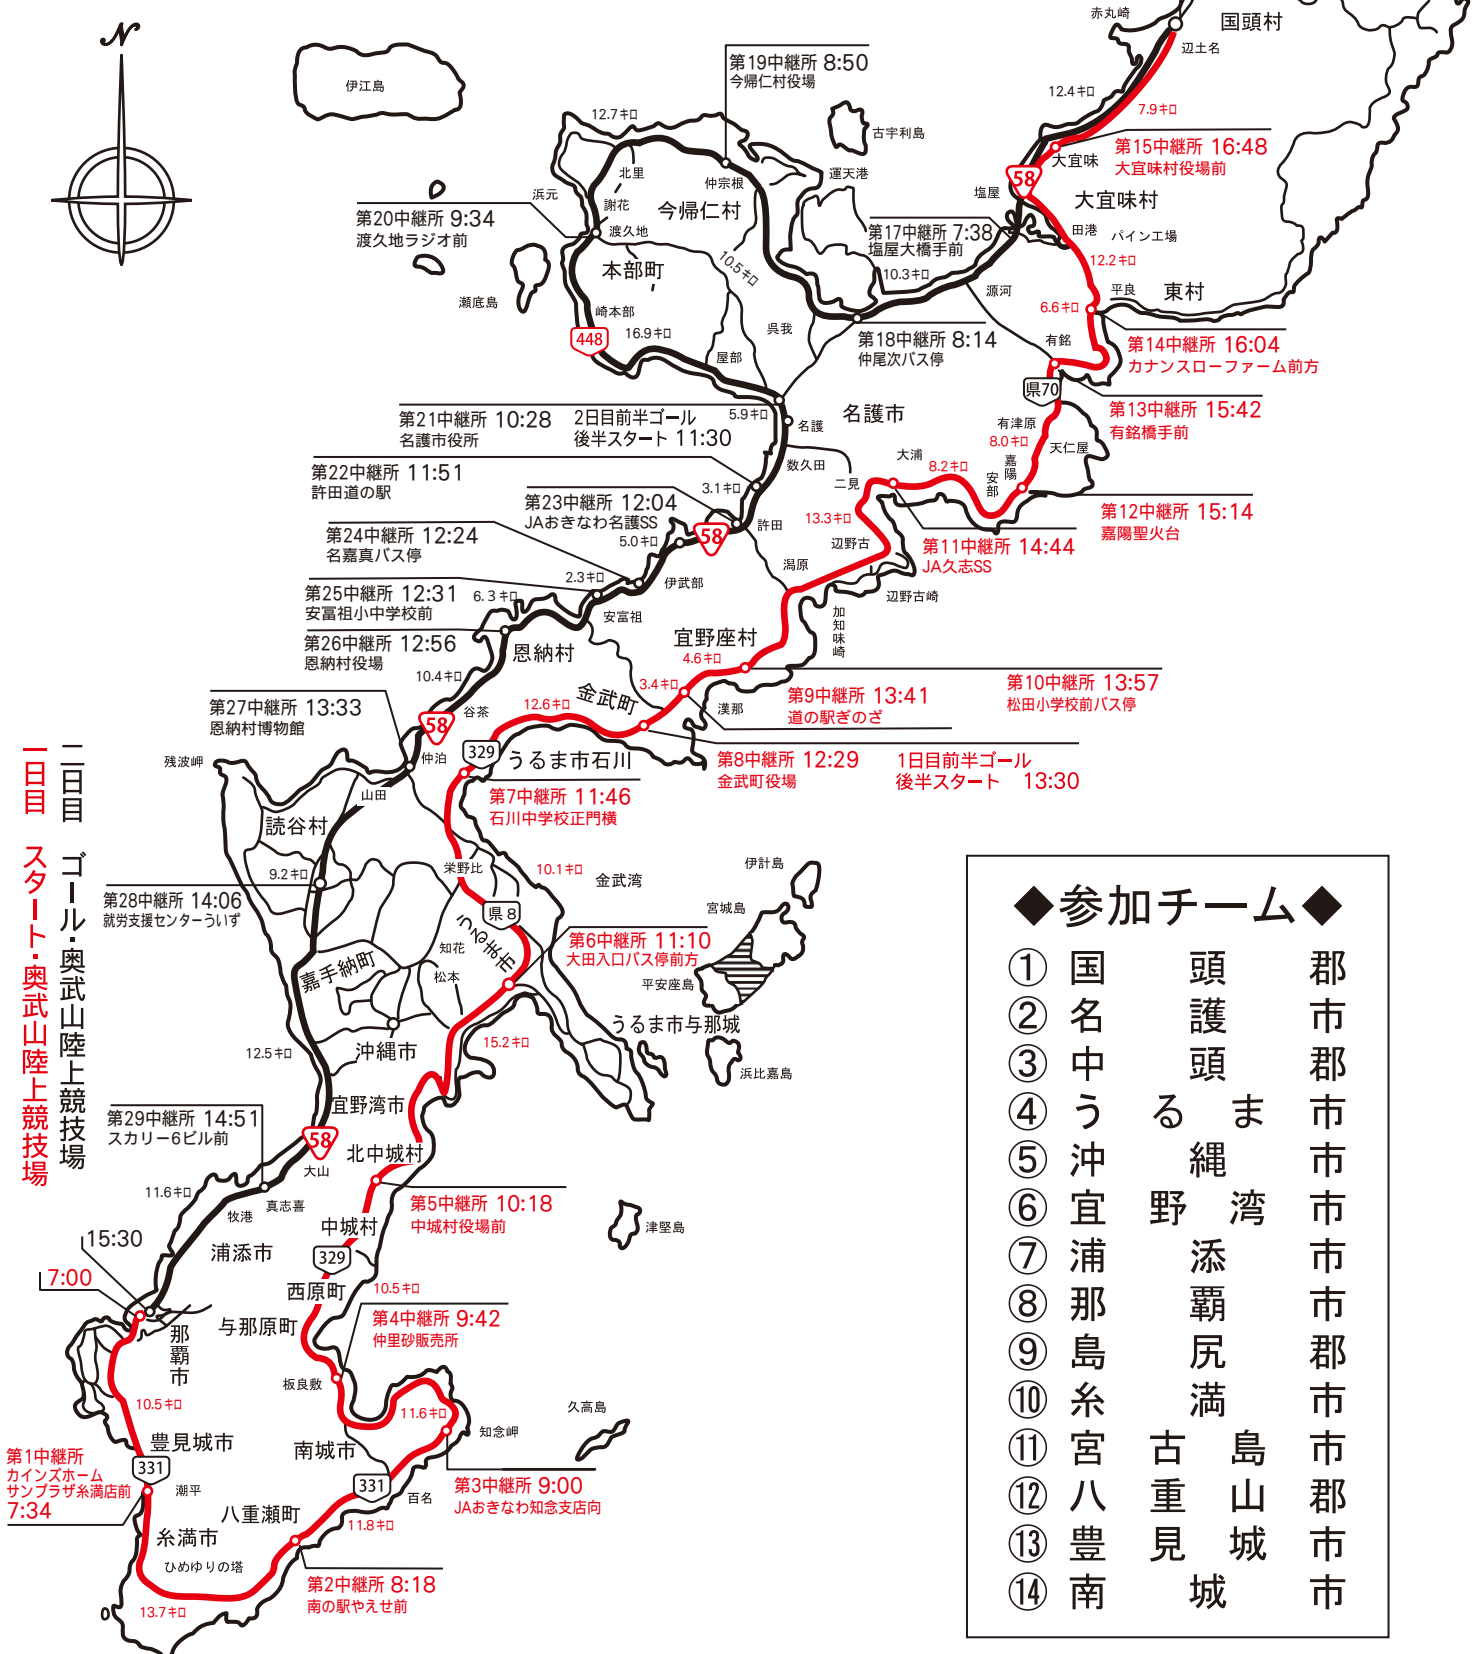 N
伊江島
赤丸崎
国頭村
辺土名
12.4キロ
7.9キロ
第15中継所 16:48
大宜味村役場前
大宜味
58
塩屋
大宜味村
田港
パイン工場
12.2キロ
第19中継所 8:50
今帰仁村役場
12.7キロ
古宇利島
運天港
北里
仲宗根
謝花
今帰仁村
浜元
第20中継所 9:34
渡久地ラジオ前
渡久地
本部町
10.5キロ
第17中継所 7:38
塩屋大橋手前
10.3キロ
源河
平良
東村
6.6キロ
瀬底島
崎本部
448
16.9キロ
呉我
屋部
第18中継所 8:14
仲尾次バス停
有銘
第14中継所 16:04
カナンスローファーム前方
県70
第13中継所 15:42
有銘橋手前
第21中継所 10:28
名護市役所
2日目前半ゴール
後半スタート 11:30
5.9キロ
名護
名護市
有津原
8.0キロ
天仁屋
嘉陽
安部
大浦
8.2キロ
数久田
二見
第22中継所 11:51
許田道の駅
3.1キロ
第23中継所 12:04
JAおきなわ名護SS
5.0キロ
58
許田
13.3キロ
辺野古
第12中継所 15:14
嘉陽聖火台
第11中継所 14:44
JA久志SS
第24中継所 12:24
名嘉真バス停
2.3キロ
伊武部
潟原
辺野古崎
第25中継所 12:31
安富祖小中学校前
6.3キロ
安富祖
加知味崎
第26中継所 12:56
恩納村役場
恩納村
宜野座村
4.6キロ
10.4キロ
3.4キロ
第10中継所 13:57
松田小学校前バス停
第9中継所 13:41
道の駅ぎのざ
金武町
漢那
12.6キロ
第27中継所 13:33
恩納村博物館
58
谷茶
仲泊
329
うるま市石川
第8中継所 12:29
金武町役場
1日目前半ゴール
後半スタート 13:30
残波岬
山田
第7中継所 11:46
石川中学校正門横
読谷村
9.2キロ
栄野比
10.1キロ
金武湾
伊計島
宮城島
第28中継所 14:06
就労支援センターういず
県8
うるま市
知花
松本
嘉手納町
第6中継所 11:10
大田入口バス停前方
平安座島
うるま市与那城
浜比嘉島
15.2キロ
12.5キロ
沖縄市
宜野湾市
第29中継所 14:51
スカリー6ビル前
58
大山
北中城村
11.6キロ
真志喜
牧港
第5中継所 10:18
中城村役場前
津堅島
中城村
浦添市
329
15:30
7:00
西原町
10.5キロ
与那原町
第4中継所 9:42
仲里砂販売所
那覇市
板良敷
10.5キロ
11.6キロ
知念岬
久高島
豊見城市
南城市
第1中継所
カインズホーム
サンプラザ糸満店前
7:34
331
潮平
331
百名
第3中継所 9:00
JAおきなわ知念支店向
八重瀬町
11.8キロ
糸満市
ひめゆりの塔
第2中継所 8:18
南の駅やえせ前
13.7キロ
二日目 ゴール・奥武山陸上競技場
一日目 スタート・奥武山陸上競技場
◆参加チーム◆
① 国頭郡
② 名護市
③ 中頭郡
④ うるま市
⑤ 沖縄市
⑥ 宜野湾市
⑦ 浦添市
⑧ 那覇市
⑨ 島尻郡
⑩ 糸満市
⑪ 宮古島市
⑫ 八重山郡
⑬ 豊見城市
⑭ 南城市